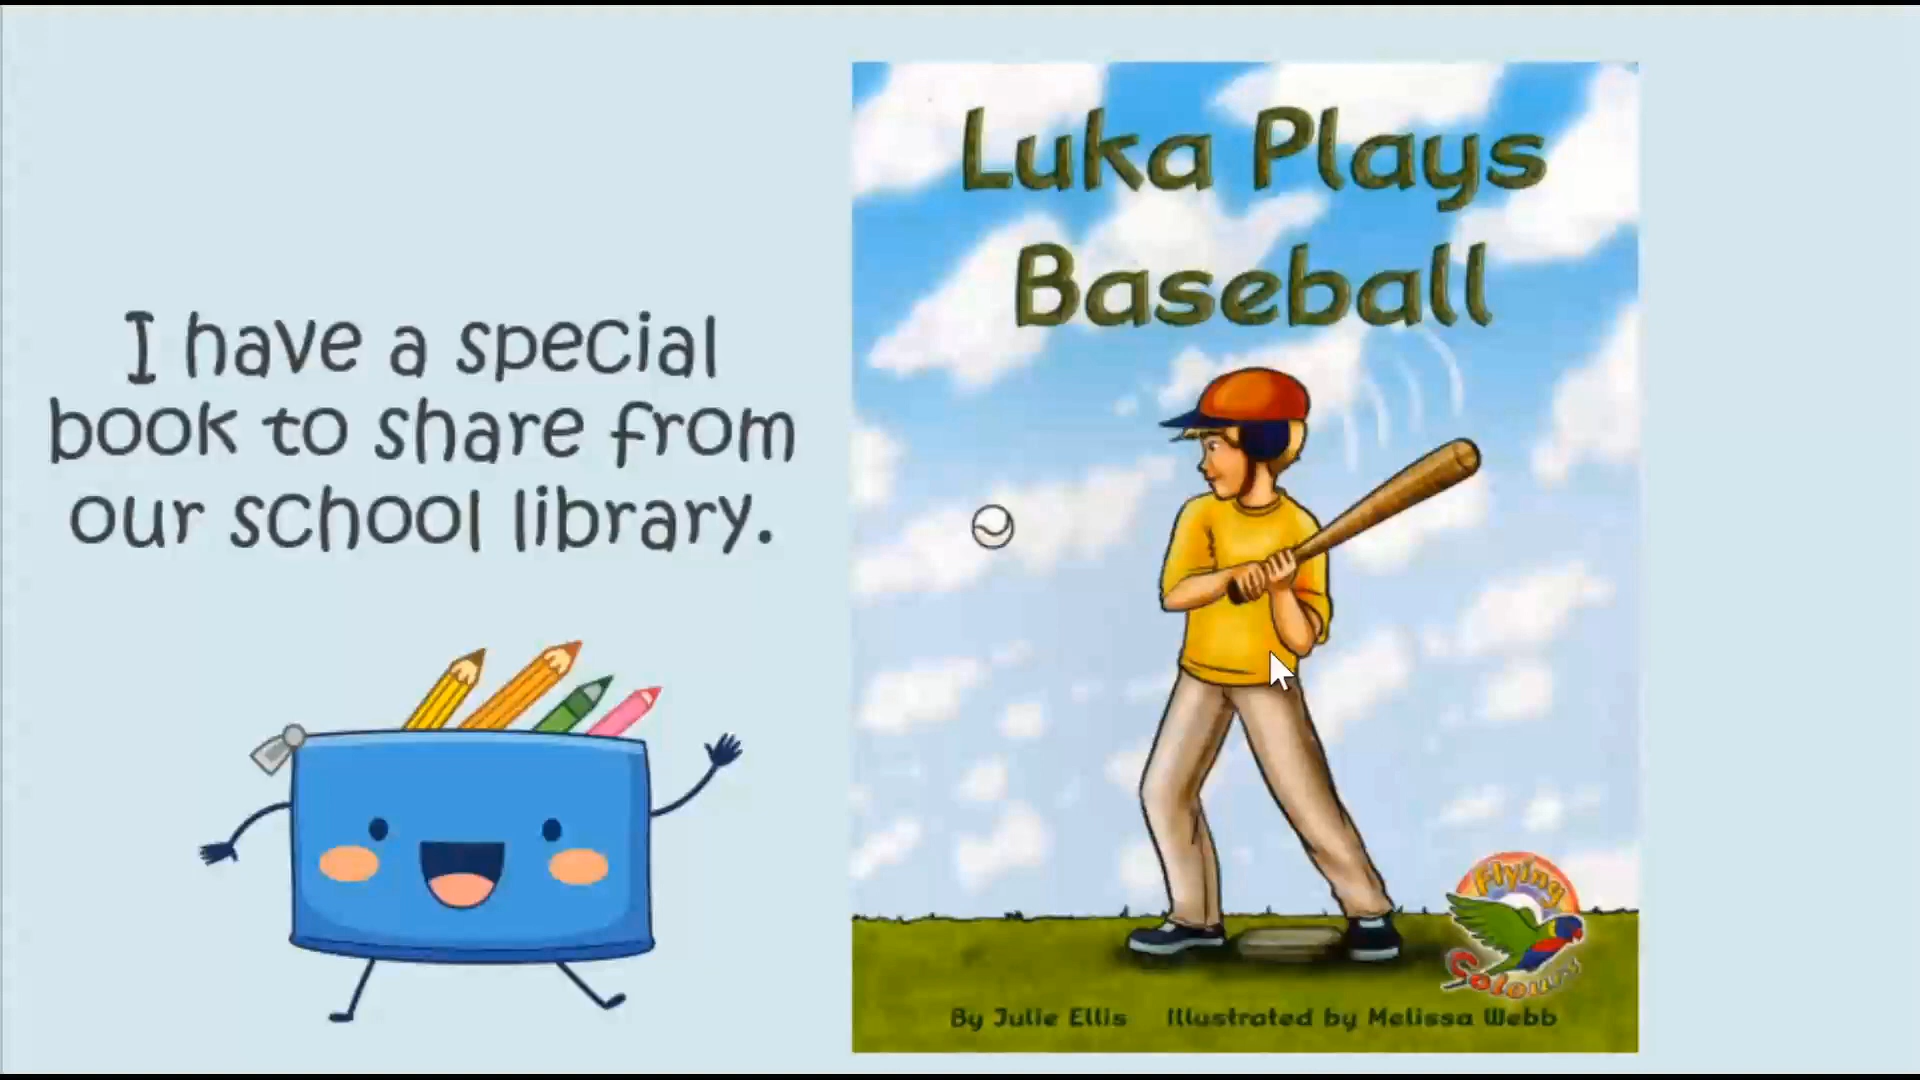 I have a special
book to share from
our school library.
Luka Plays
Baseball
Flying
Colours
By Julie Ellis Illustrated by Melissa Webb